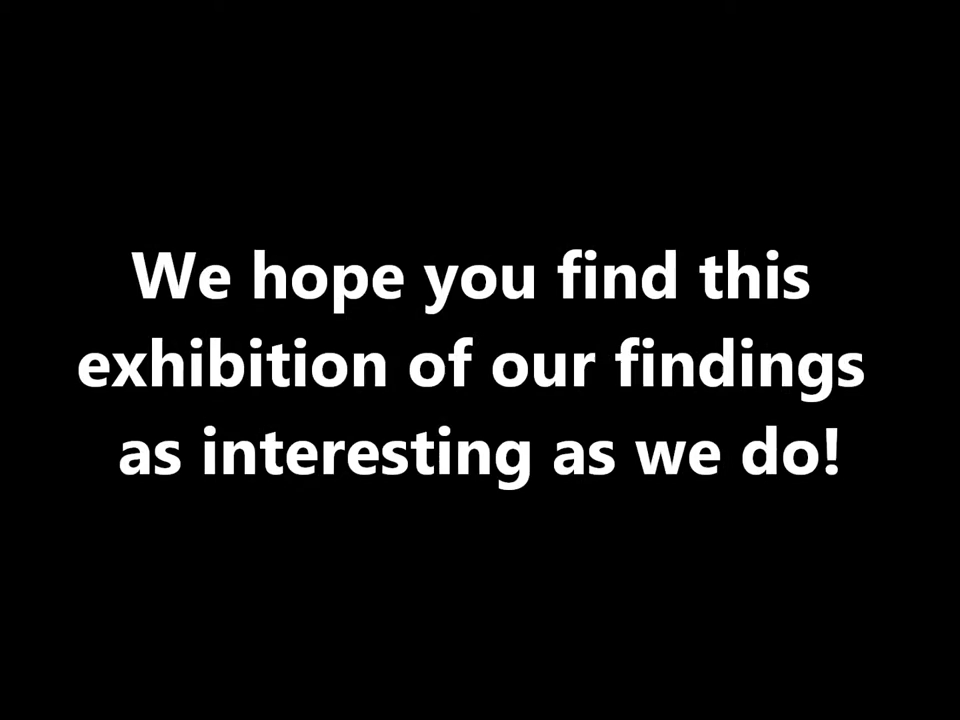 We hope you find this
exhibition of our findings
as interesting as we do!